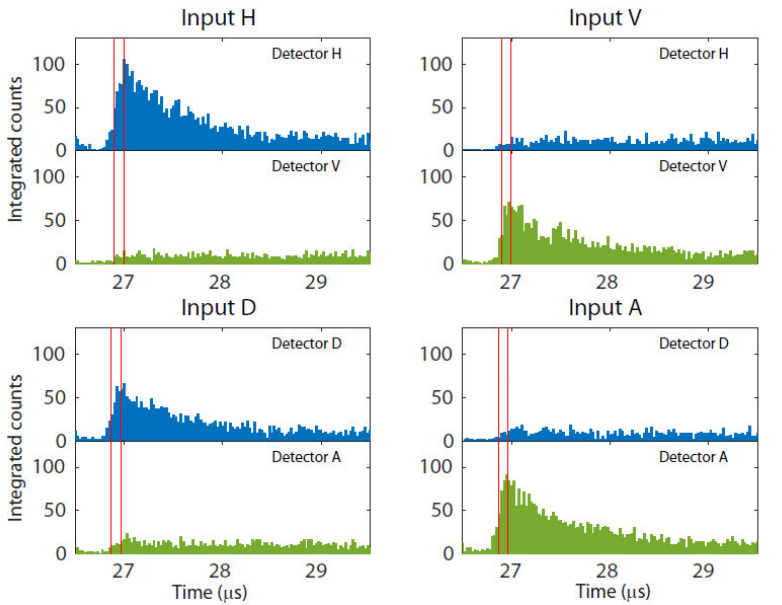 Input H
Input V
Integrated counts
100
50
0
Detector H
100
50
0
Detector V
27
28
29
100
50
0
Detector H
100
50
0
Detector V
27
28
29
Input D
Input A
Integrated counts
100
50
0
Detector D
100
50
0
Detector A
27
28
29
Time (μs)
100
50
0
Detector D
100
50
0
Detector A
27
28
29
Time (μs)